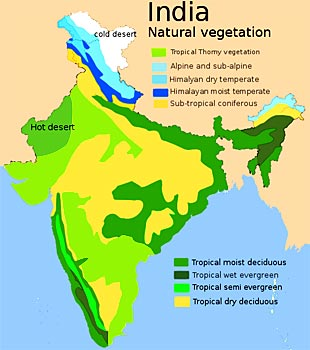 India
Natural vegetation
cold desert
Tropical Thorny vegetation
Alpine and sub-alpine
Himalyan dry temperate
Himalayan moist temperate
Sub-tropical coniferous
Hot desert
Tropical moist deciduous
Tropical wet evergreen
Tropical semi evergreen
Tropical dry deciduous